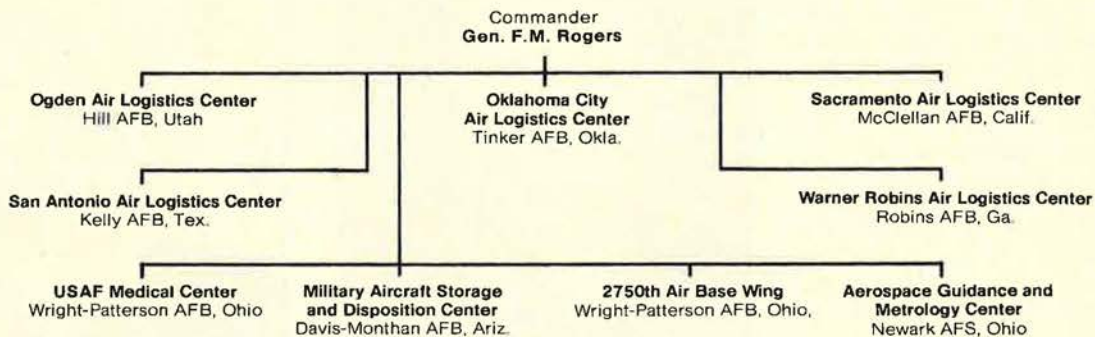 Commander
Gen. F.M. Rogers
Ogden Air Logistics Center
Hill AFB, Utah
Oklahoma City
Air Logistics Center
Tinker AFB, Okla.
Sacramento Air Logistics Center
McClellan AFB, Calif.
San Antonio Air Logistics Center
Kelly AFB, Tex.
Warner Robins Air Logistics Center
Robins AFB, Ga.
USAF Medical Center
Wright-Patterson AFB, Ohio
Military Aircraft Storage
and Disposition Center
Davis-Monthan AFB, Ariz.
2750th Air Base Wing
Wright-Patterson AFB, Ohio,
Aerospace Guidance and
Metrology Center
Newark AFS, Ohio